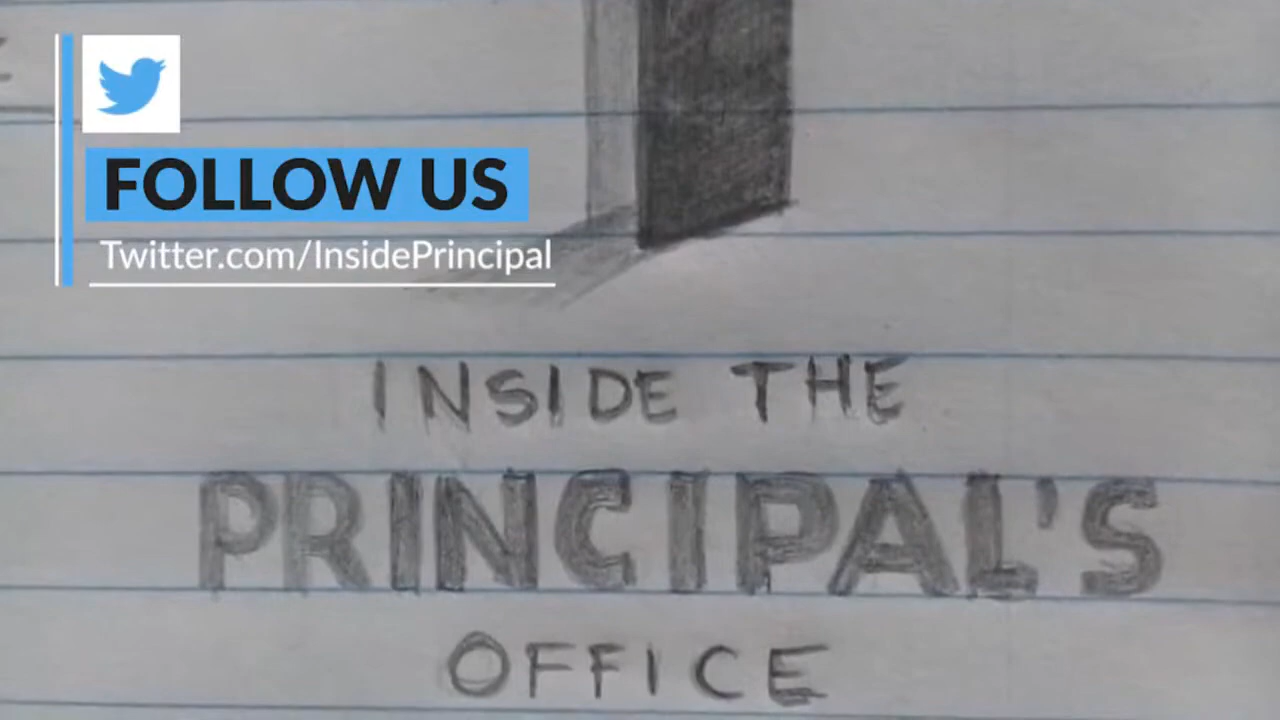 FOLLOW US
Twitter.com/InsidePrincipal
INSIDE THE
PRINCIPAL'S
OFFICE